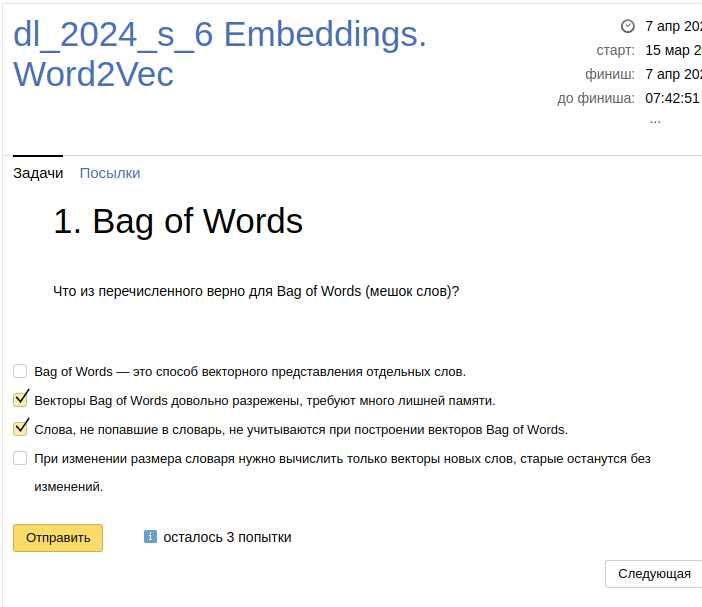 dl_2024_s_6 Embeddings.
Word2Vec
7 апр 202
старт: 15 мар 2
финиш: 7 апр 202
до финиша: 07:42:51
...
Задачи Посылки
1. Bag of Words
Что из перечисленного верно для Bag of Words (мешок слов)?
Bag of Words — это способ векторного представления отдельных слов.
Векторы Bag of Words довольно разрежены, требуют много лишней памяти.
Слова, не попавшие в словарь, не учитываются при построении векторов Bag of Words.
При изменении размера словаря нужно вычислить только векторы новых слов, старые останутся без
изменений.
Отправить осталось 3 попытки
Следующая